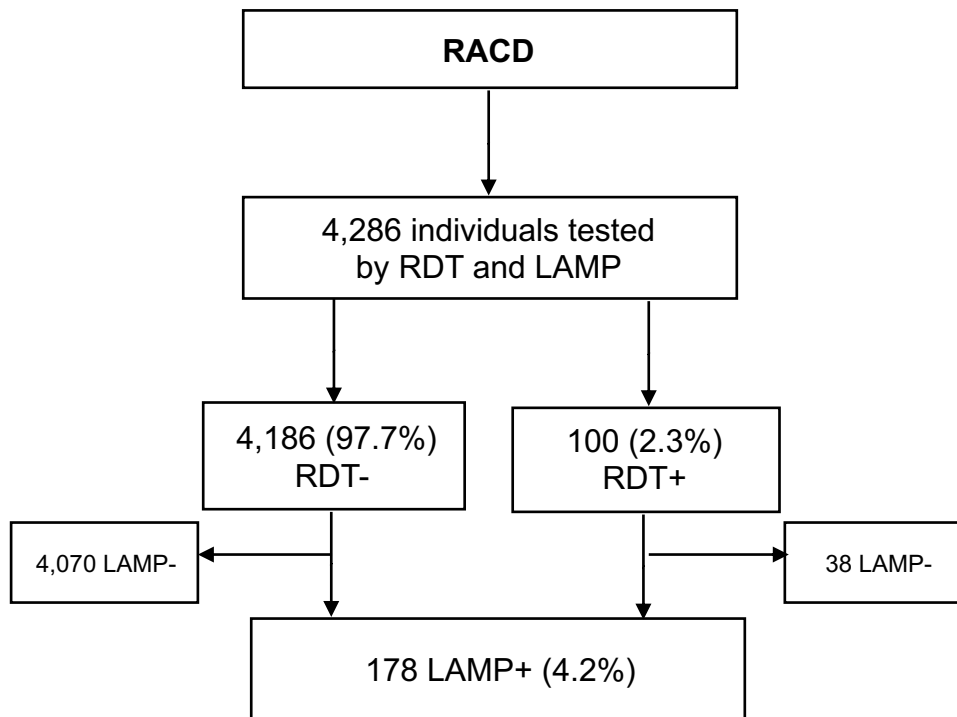 RACD
4,286 individuals tested
by RDT and LAMP
4,186 (97.7%)
RDT-
100 (2.3%)
RDT+
4,070 LAMP-
38 LAMP-
178 LAMP+ (4.2%)